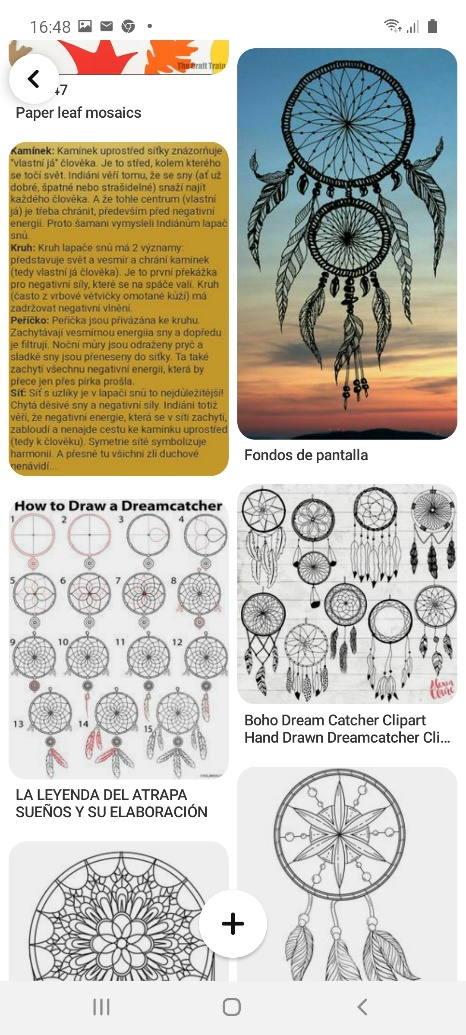 16:48
The Craft Train
47
Paper leaf mosaics
Kamínek: Kamínek uprostřed síťky znázorňuje
"vlastní já" člověka. Je to střed, kolem kterého
se točí svět. Indiáni věří tomu, že se sny (ať už
dobré, špatné nebo strašidelné) snaží najít
každého člověka. A že tohle centrum (vlastní
já) je třeba chránit, především před negativní
energií. Proto šamani vymysleli Indiánům lapač
snů.
Kruh: Kruh lapače snů má 2 významy:
představuje svět a vesmír a chrání kamínek
(tedy vlastní já člověka). Je to první překážka
pro negativní síly, které se na spáče valí. Kruh
(často z vrbové větvičky omotané kůží) má
zadržovat negativní vlnění.
Peříčko: Peříčka jsou přivázána ke kruhu.
Zachytávají vesmírnou energiia sny a dopředu
je filtrují. Noční můry jsou odraženy pryč a
sladké sny jsou přeneseny do síťky. Ta také
zachytí všechnu negativní energii, která by
přece jen přes pírka prošla.
Síť: Síť s uzlíky je v lapači snů to nejdůležitější!
Chytá děsivé sny a negativní síly. Indiáni totiž
věří, že negativní energie, která se v síti zachytí,
zabloudí a nenajde cestu ke kamínku uprostřed
(tedy k člověku). Symetrie sítě symbolizuje
harmonii. A přesně tu všichni zlí duchové
nenávidí...
Fondos de pantalla
How to Draw a Dreamcatcher
1 2 3 4
5 6 7 8
9 10 11 12
13 14 15
LA LEYENDA DEL ATRAPA
SUEÑOS Y SU ELABORACIÓN
Boho Dream Catcher Clipart
Hand Drawn Dreamcatcher Cli...